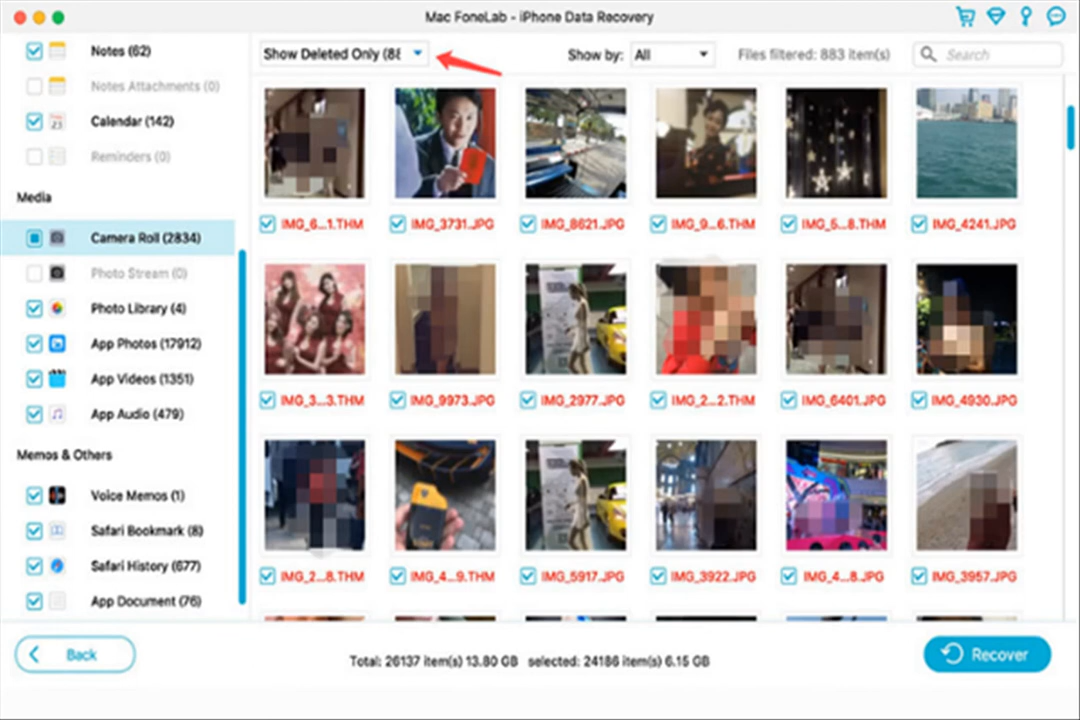 Mac FoneLab - iPhone Data Recovery
Notes (62)
Notes Attachments (0)
Calendar (142)
Reminders (0)
Media
Camera Roll (2834)
Photo Stream (0)
Photo Library (4)
App Photos (17912)
App Videos (1351)
App Audio (479)
Memos & Others
Voice Memos (1)
Safari Bookmark (8)
Safari History (677)
App Document (76)
Show Deleted Only (88 Show by: All Files filtered: 883 item(s) Search
IMG_6...1.THM IMG_3731.JPG IMG_8621.JPG IMG_9...6.THM IMG_5...8.THM IMG_4241.JPG
IMG_3...3.THM IMG_9973.JPG IMG_2977.JPG IMG_2...2.THM IMG_6401.JPG IMG_4930.JPG
IMG_2...8.THM IMG_4...9.THM IMG_5917.JPG IMG_3922.JPG IMG_4...8.JPG IMG_3957.JPG
Back
Total: 26137 item(s) 13.80 GB selected: 24186 item(s) 6.15 GB
Recover